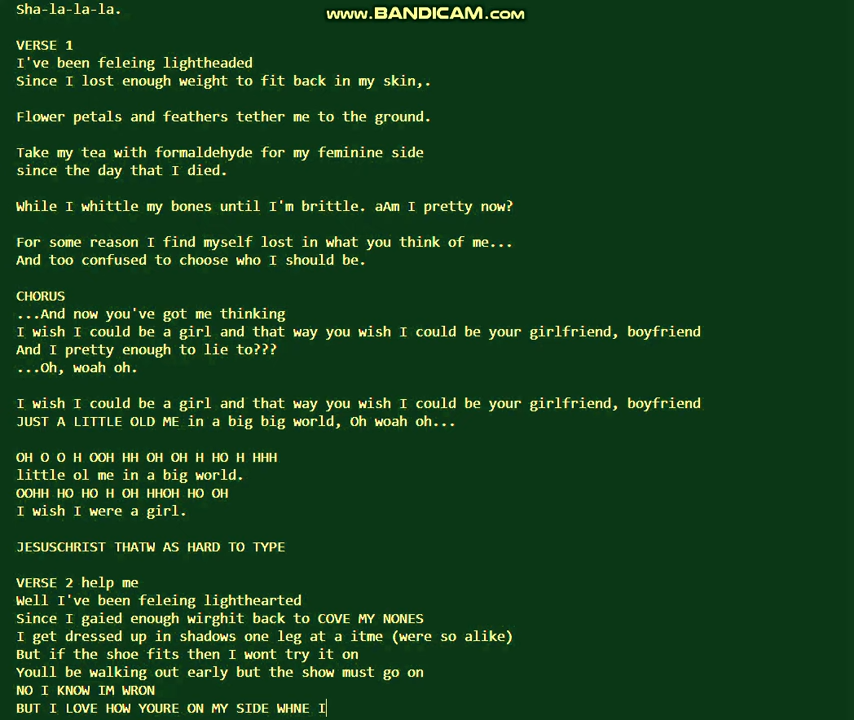 www.BANDICAM.com
Sha-la-la-la.
VERSE 1
I've been feleing lightheaded
Since I lost enough weight to fit back in my skin,.
Flower petals and feathers tether me to the ground.
Take my tea with formaldehyde for my feminine side
since the day that I died.
While I whittle my bones until I'm brittle. aAm I pretty now?
For some reason I find myself lost in what you think of me...
And too confused to choose who I should be.
CHORUS
...And now you've got me thinking
I wish I could be a girl and that way you wish I could be your girlfriend, boyfriend
And I pretty enough to lie to???
...Oh, woah oh.
I wish I could be a girl and that way you wish I could be your girlfriend, boyfriend
JUST A LITTLE OLD ME in a big big world, Oh woah oh...
OH O O H OOH HH OH OH H HO H HHH
little ol me in a big world.
OOHH HO HO H OH HHOH HO OH
I wish I were a girl.
JESUSCHRIST THATW AS HARD TO TYPE
VERSE 2 help me
Well I've been feleing lighthearted
Since I gaied enough wirghit back to COVE MY NONES
I get dressed up in shadows one leg at a itme (were so alike)
But if the shoe fits then I wont try it on
Youll be walking out early but the show must go on
NO I KNOW IM WRON
BUT I LOVE HOW YOURE ON MY SIDE WHNE I